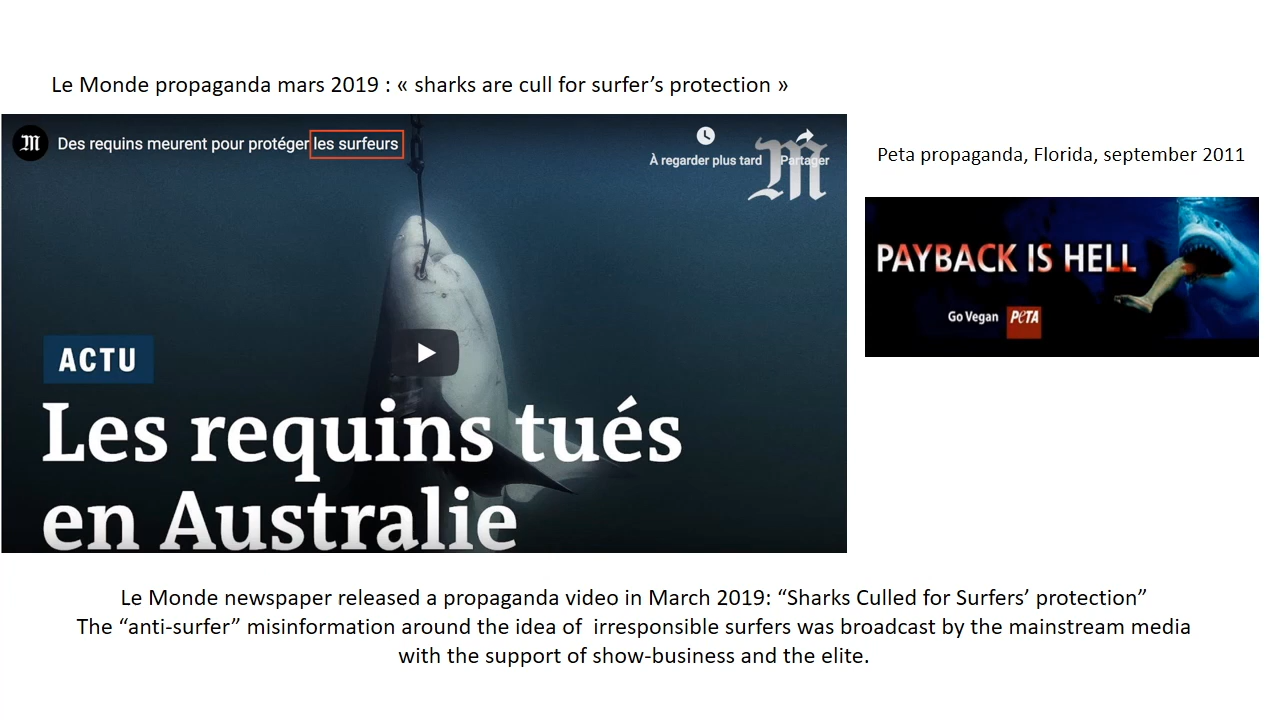 Le Monde propaganda mars 2019 : « sharks are cull for surfer’s protection »
Des requins meurent pour protéger les surfeurs
À regarder plus tard
Partager
ACTU
Les requins tués
en Australie
Peta propaganda, Florida, september 2011
PAYBACK IS HELL
Go Vegan PETA
Le Monde newspaper released a propaganda video in March 2019: “Sharks Culled for Surfers’ protection”
The “anti-surfer” misinformation around the idea of irresponsible surfers was broadcast by the mainstream media
with the support of show-business and the elite.